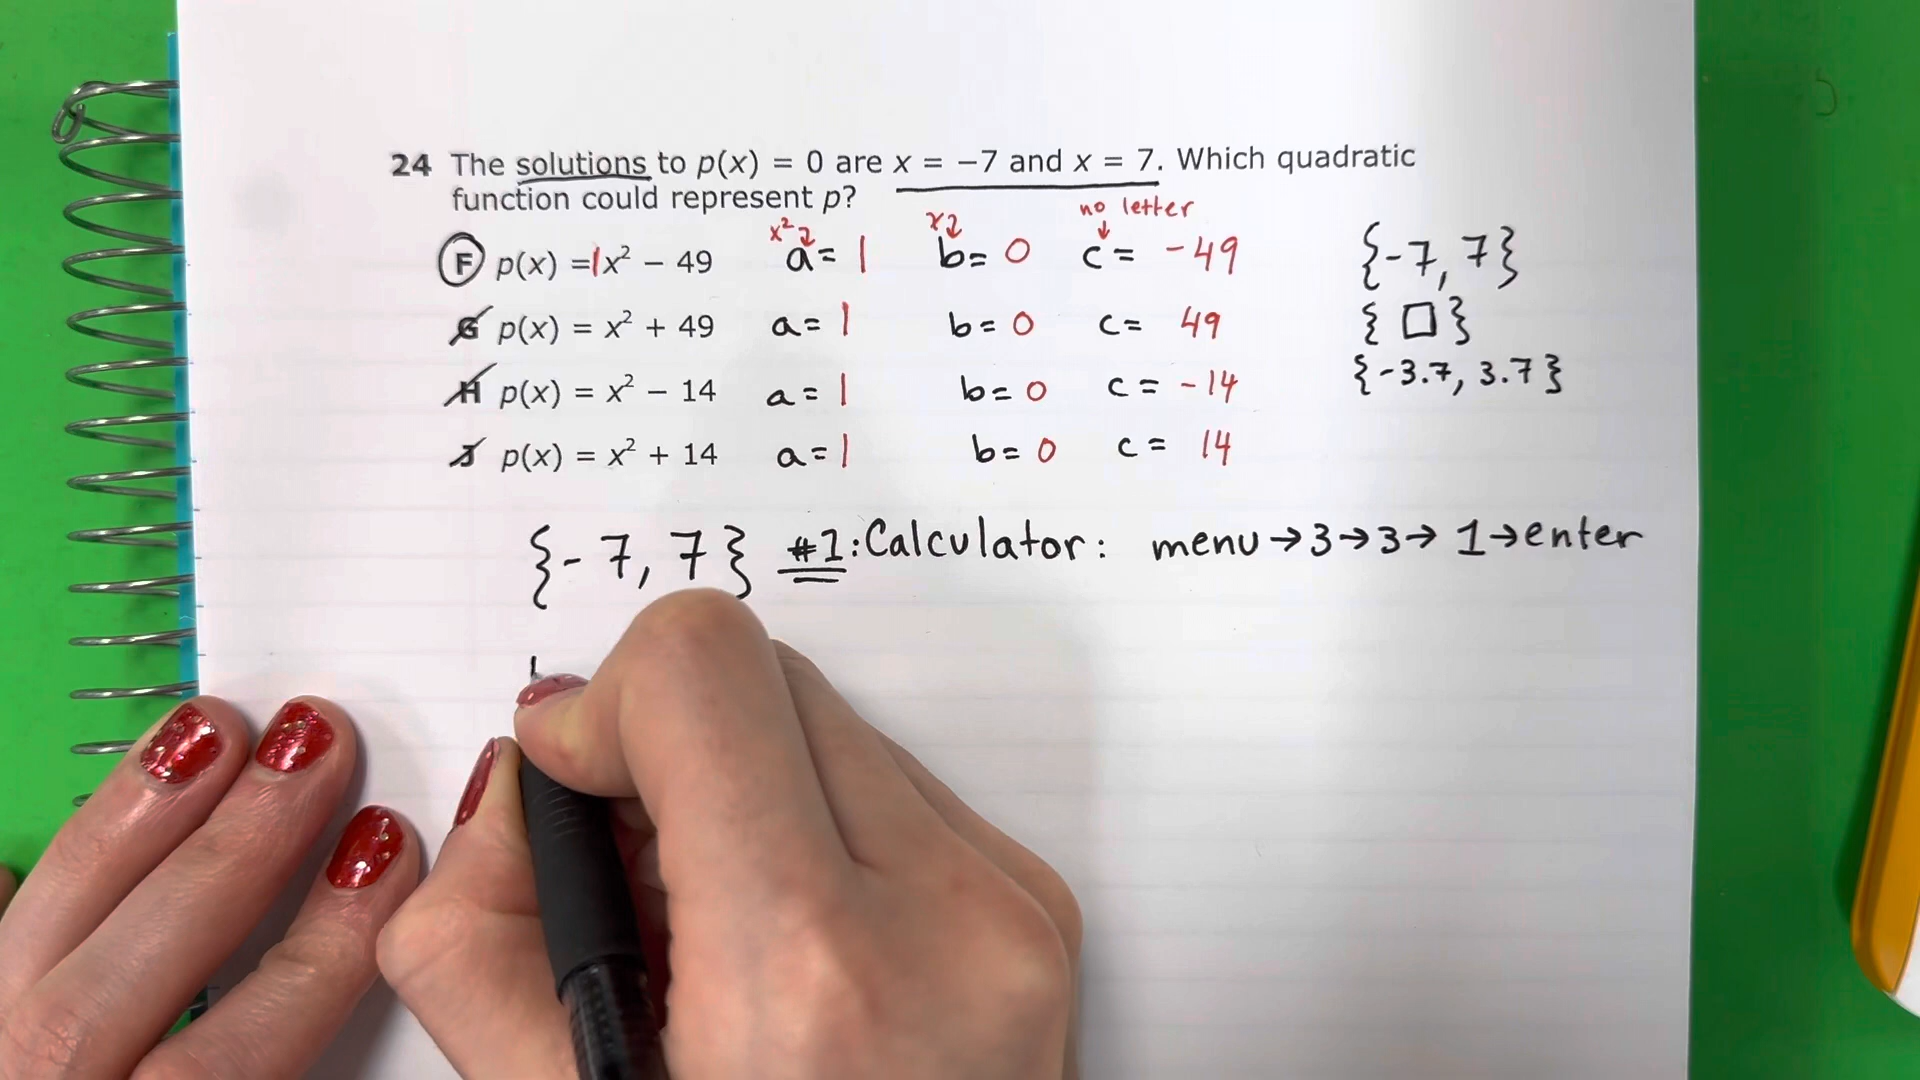 24 The solutions to p(x) = 0 are x = −7 and x = 7. Which quadratic
function could represent p?
x² x no letter
F p(x) = 1x² − 49 a = 1 b = 0 c = -49 {-7, 7}
G p(x) = x² + 49 a = 1 b = 0 c = 49 { □ }
H p(x) = x² − 14 a = 1 b = 0 c = -14 {-3.7, 3.7}
J p(x) = x² + 14 a = 1 b = 0 c = 14
{-7, 7} #1: Calculator: menu → 3 → 3 → 1 → enter